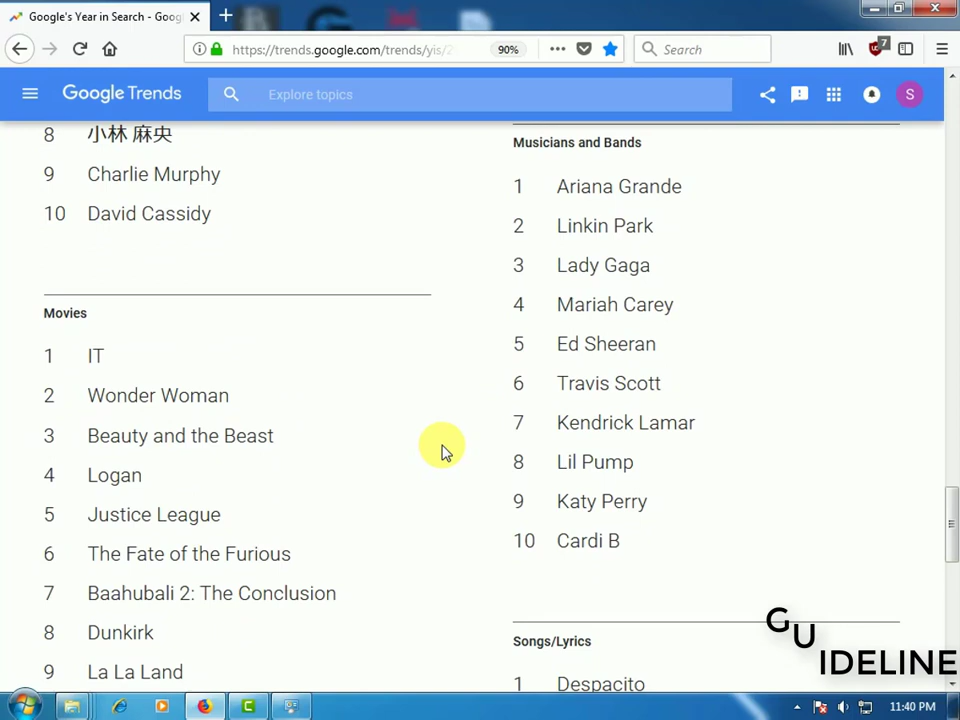 Google's Year in Search - Goog
https://trends.google.com/trends/yis/2
90%
Search
7
Google Trends
Explore topics
S
8 小林 麻央
9 Charlie Murphy
10 David Cassidy
Movies
1 IT
2 Wonder Woman
3 Beauty and the Beast
4 Logan
5 Justice League
6 The Fate of the Furious
7 Baahubali 2: The Conclusion
8 Dunkirk
9 La La Land
Musicians and Bands
1 Ariana Grande
2 Linkin Park
3 Lady Gaga
4 Mariah Carey
5 Ed Sheeran
6 Travis Scott
7 Kendrick Lamar
8 Lil Pump
9 Katy Perry
10 Cardi B
Songs/Lyrics
1 Despacito
GUIDELINE
11:40 PM